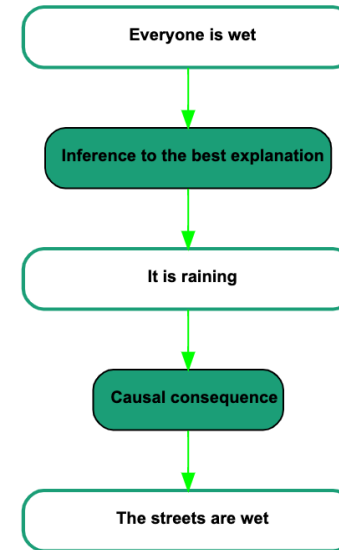 Everyone is wet
Inference to the best explanation
It is raining
Causal consequence
The streets are wet